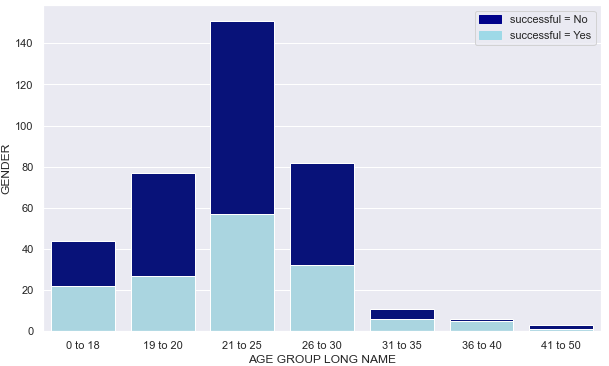 successful = No
successful = Yes
140
120
100
80
60
40
20
0
GENDER
0 to 18 19 to 20 21 to 25 26 to 30 31 to 35 36 to 40 41 to 50
AGE GROUP LONG NAME